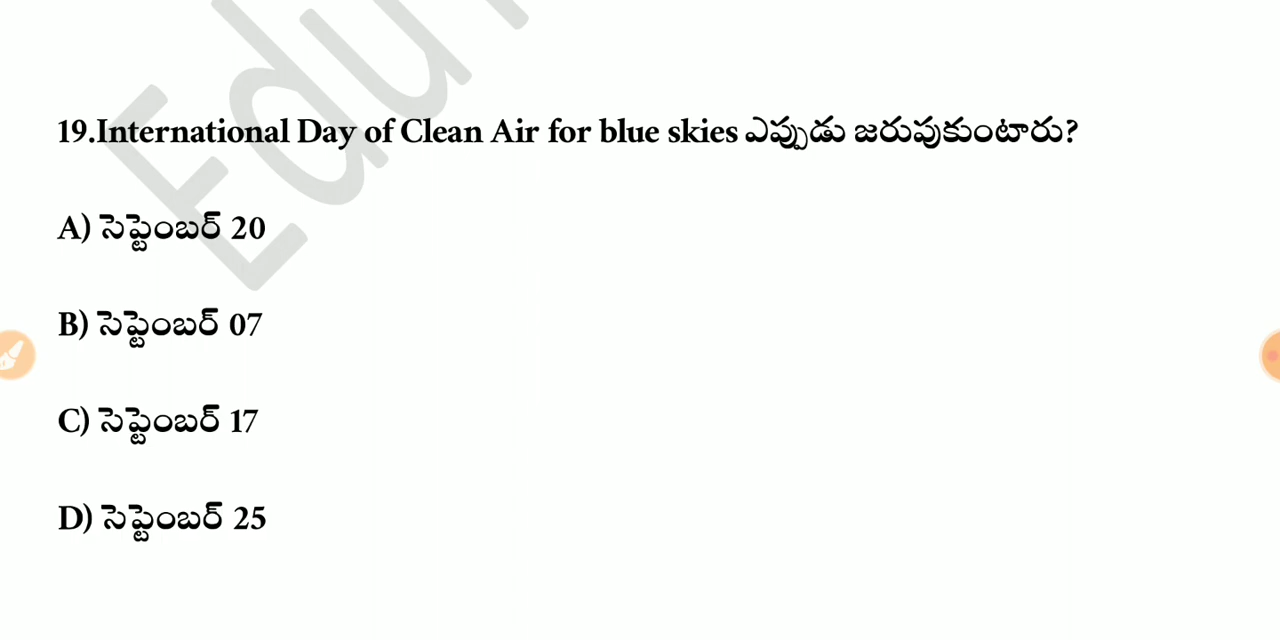 19.International Day of Clean Air for blue skies ఎప్పుడు జరుపుకుంటారు?
A) సెప్టెంబర్ 20
B) సెప్టెంబర్ 07
C) సెప్టెంబర్ 17
D) సెప్టెంబర్ 25